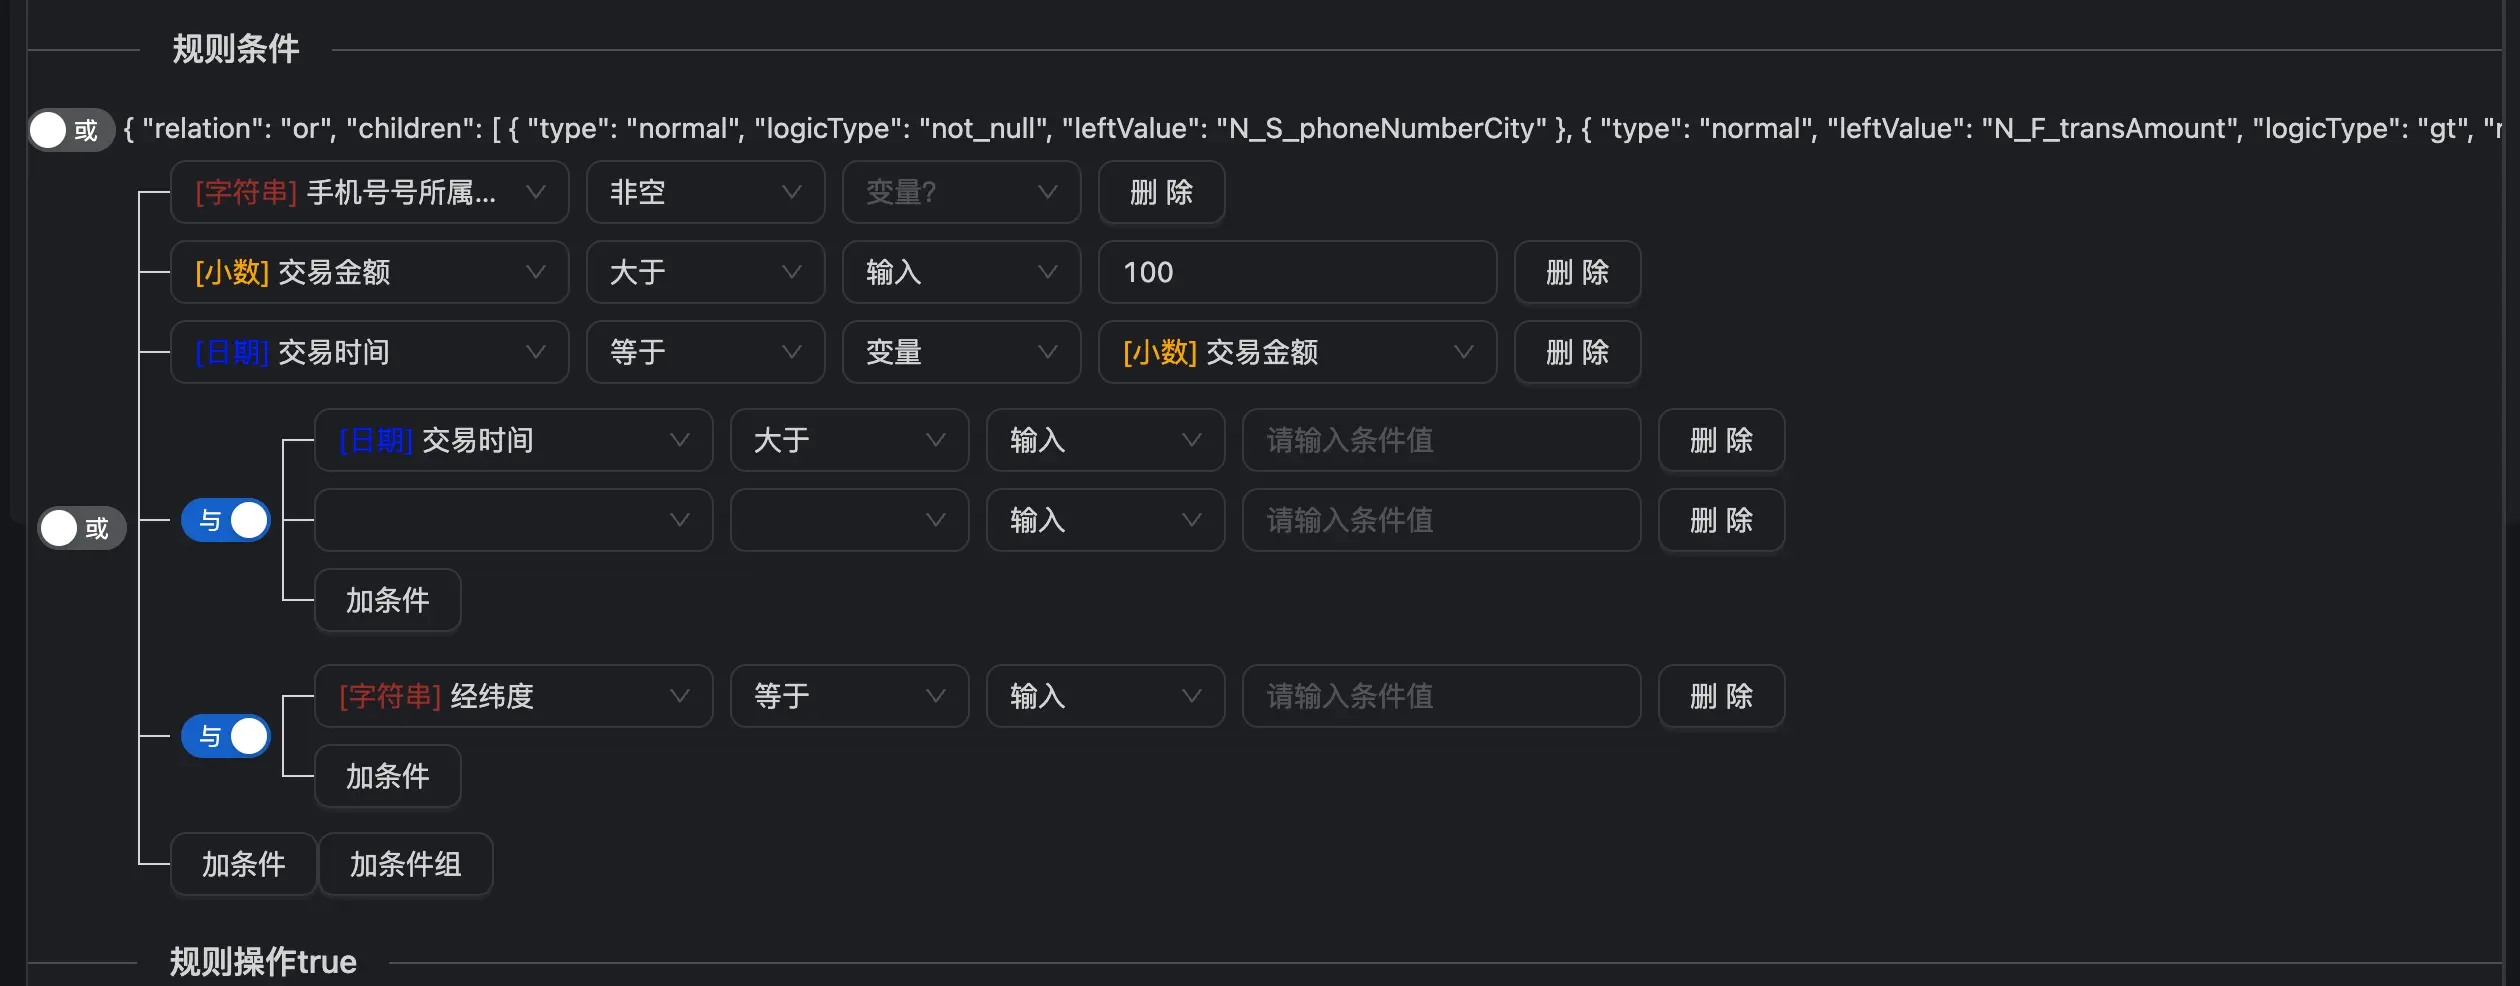 规则条件
或 { "relation": "or", "children": [ { "type": "normal", "logicType": "not_null", "leftValue": "N_S_phoneNumberCity" }, { "type": "normal", "leftValue": "N_F_transAmount", "logicType": "gt",
[字符串] 手机号号所属... 非空 变量? 删 除
[小数] 交易金额 大于 输入 100 删 除
[日期] 交易时间 等于 变量 [小数] 交易金额 删 除
[日期] 交易时间 大于 输入 请输入条件值 删 除
或 与 输入 请输入条件值 删 除
加条件
[字符串] 经纬度 等于 输入 请输入条件值 删 除
与
加条件
加条件 加条件组
规则操作true